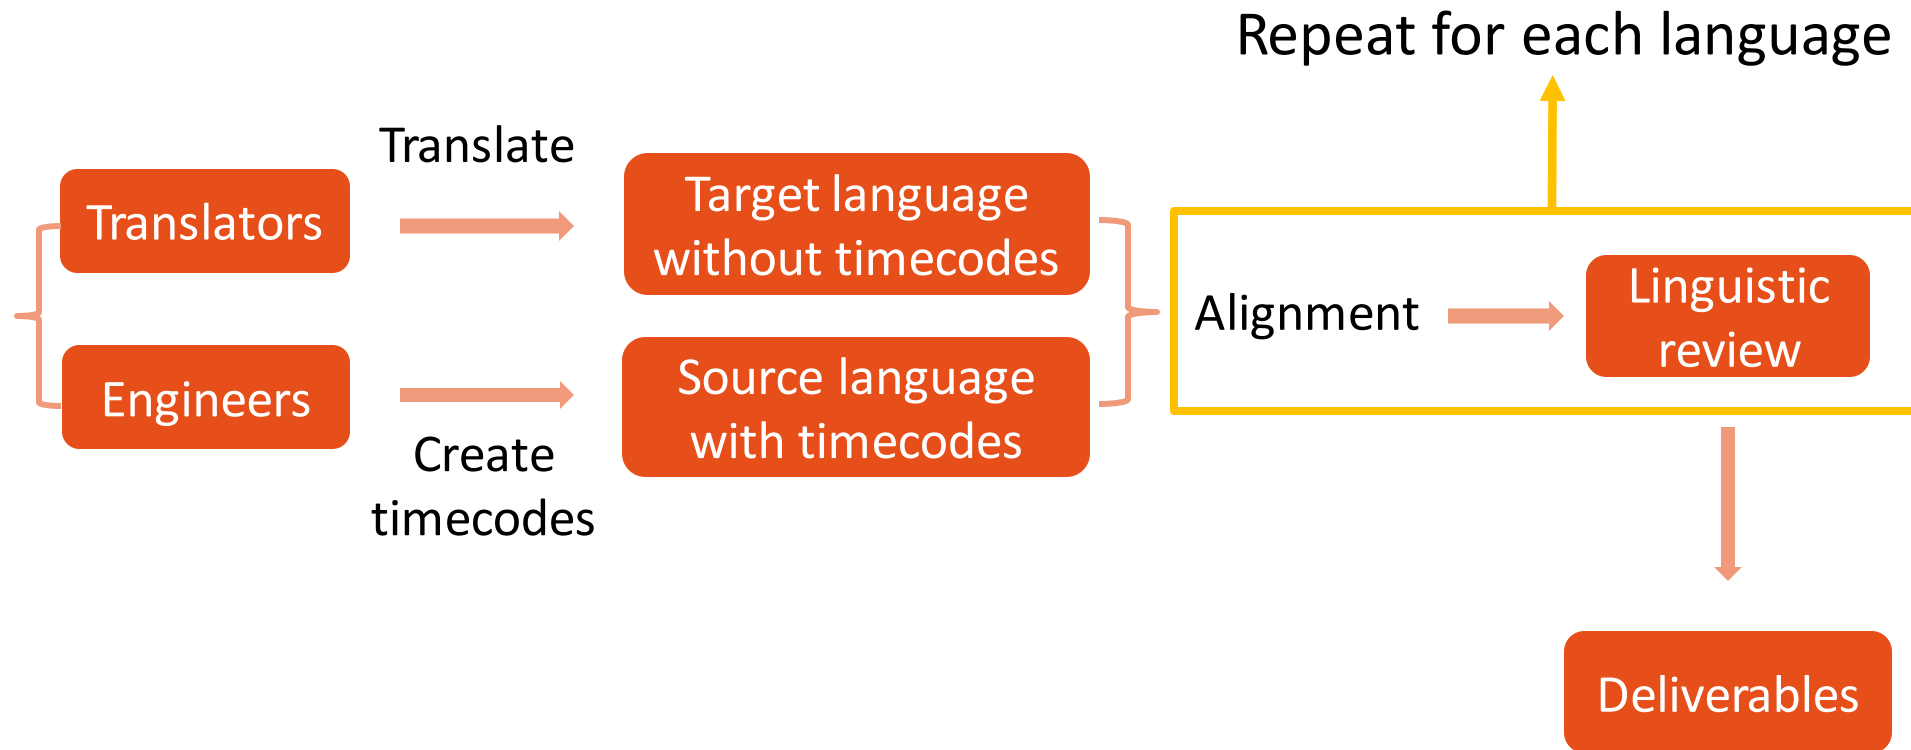 Repeat for each language
Translate
Translators
Target language
without timecodes
Engineers
Create
timecodes
Source language
with timecodes
Alignment
Linguistic
review
Deliverables